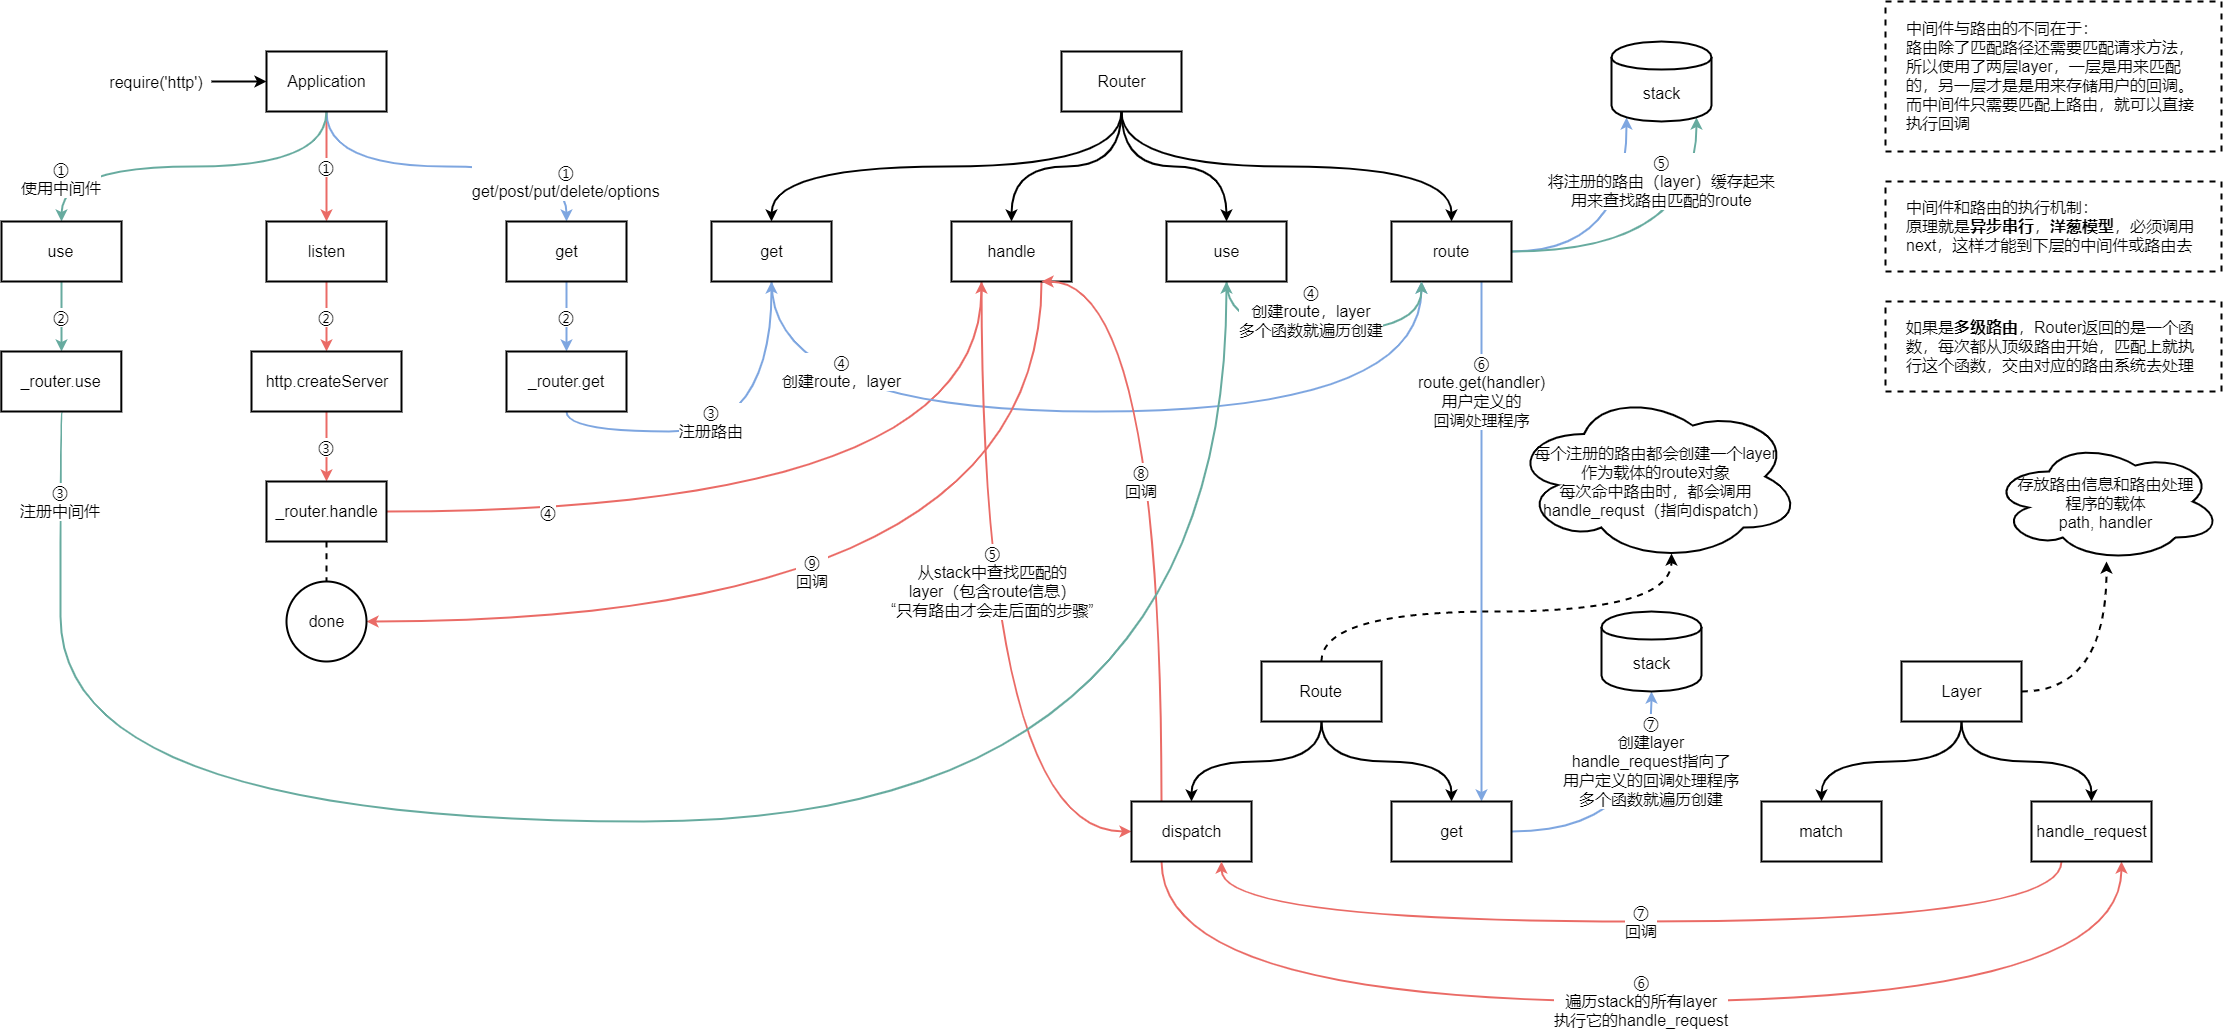 require('http')
Application
Router
stack
中间件与路由的不同在于：
路由除了匹配路径还需要匹配请求方法，
所以使用了两层layer，一层是用来匹配
的，另一层才是是用来存储用户的回调。
而中间件只需要匹配上路由，就可以直接
执行回调
①
使用中间件
①
①
get/post/put/delete/options
⑤
将注册的路由（layer）缓存起来
用来查找路由匹配的route
中间件和路由的执行机制：
原理就是异步串行，洋葱模型，必须调用
next，这样才能到下层的中间件或路由去
use
listen
get
get
handle
use
route
②
②
②
④
创建route，layer
多个函数就遍历创建
如果是多级路由，Router返回的是一个函
数，每次都从顶级路由开始，匹配上就执
行这个函数，交由对应的路由系统去处理
_router.use
http.createServer
_router.get
④
创建route，layer
⑥
route.get(handler)
用户定义的
回调处理程序
③
注册路由
③
每个注册的路由都会创建一个layer
作为载体的route对象
每次命中路由时，都会调用
handle_requst（指向dispatch）
存放路由信息和路由处理
程序的载体
path, handler
③
注册中间件
_router.handle
④
⑧
回调
⑨
回调
⑤
从stack中查找匹配的
layer（包含route信息）
“只有路由才会走后面的步骤”
done
stack
Route
Layer
⑦
创建layer
handle_request指向了
用户定义的回调处理程序
多个函数就遍历创建
dispatch
get
match
handle_request
⑦
回调
⑥
遍历stack的所有layer
执行它的handle_request